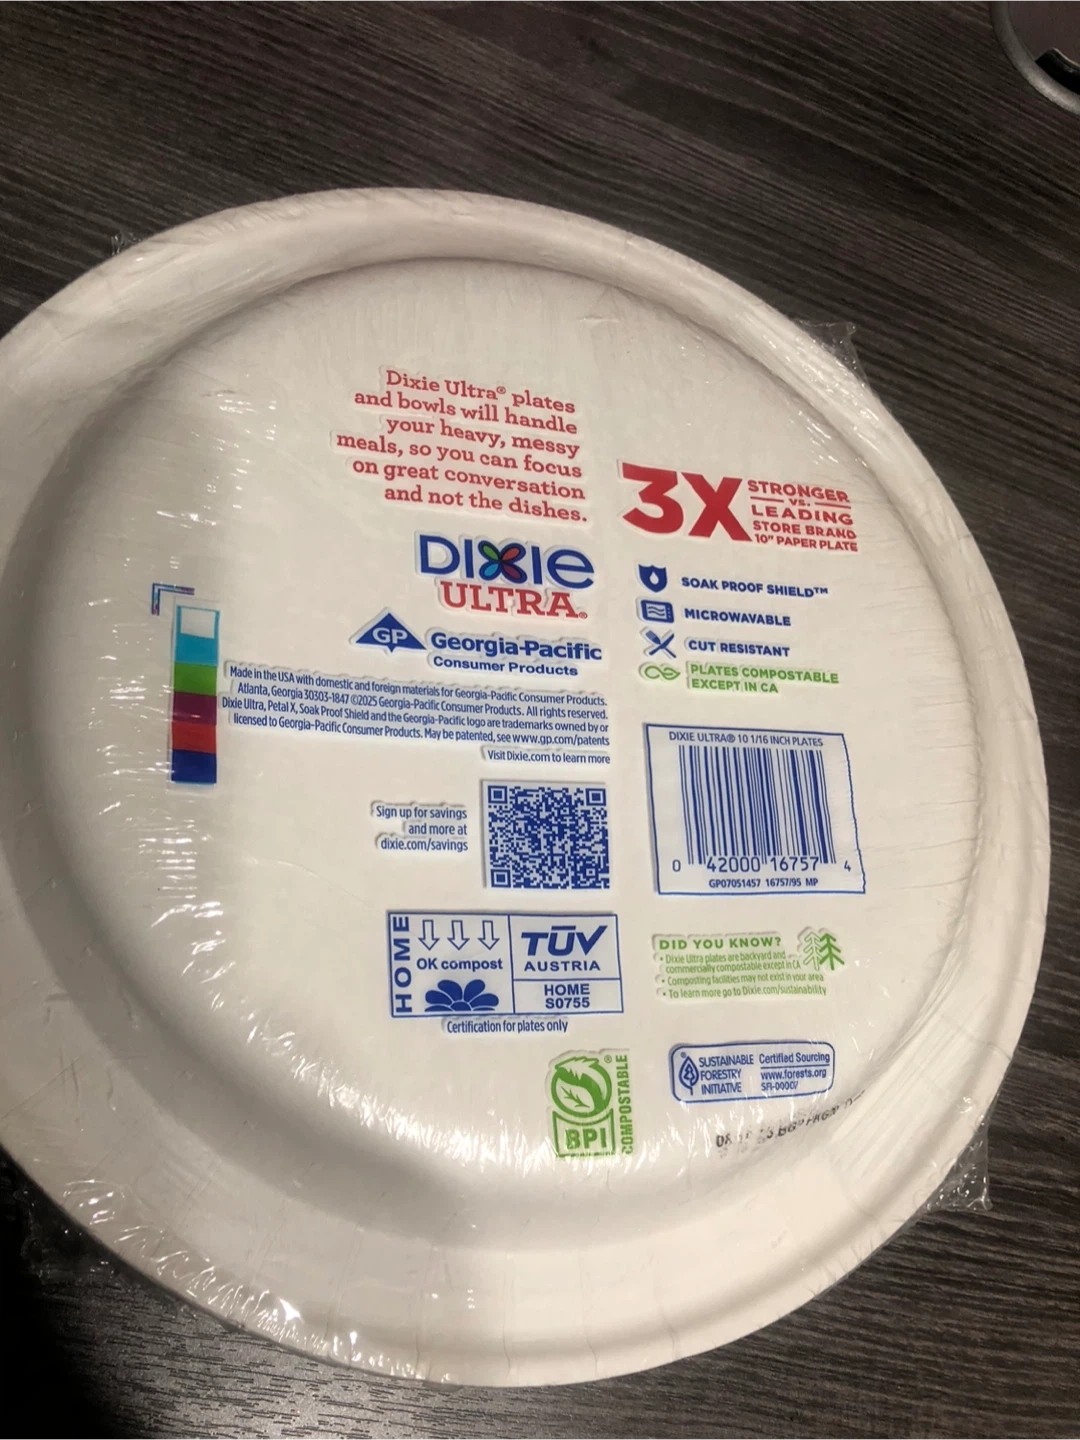 Dixie Ultra® plates
and bowls will handle
your heavy, messy
meals, so you can focus
on great conversation
and not the dishes.
3X
STRONGER
VS.
LEADING
STORE BRAND
10" PAPER PLATE
DIXIE
ULTRA®
GP Georgia-Pacific
Consumer Products
SOAK PROOF SHIELD™
MICROWAVABLE
CUT RESISTANT
PLATES COMPOSTABLE
EXCEPT IN CA
Made in the USA with domestic and foreign materials for Georgia-Pacific Consumer Products.
Atlanta, Georgia 30303-1847 ©2025 Georgia-Pacific Consumer Products. All rights reserved.
Dixie Ultra, Petal X, Soak Proof Shield and the Georgia-Pacific logo are trademarks owned by or
licensed to Georgia-Pacific Consumer Products. May be patented, see www.gp.com/patents
Visit Dixie.com to learn more
DIXIE ULTRA® 10 1/16 INCH PLATES
0 42000 16757 4
GP07051457 16757/95 MP
Sign up for savings
and more at
dixie.com/savings
HOME
OK compost
TÜV
AUSTRIA
HOME
S0755
Certification for plates only
DID YOU KNOW?
• Dixie Ultra plates are backyard and
commercially compostable except in CA
• Composting facilities may not exist in your area
• To learn more go to Dixie.com/sustainability
BPI®
COMPOSTABLE
SUSTAINABLE
FORESTRY
INITIATIVE
Certified Sourcing
www.forests.org
SFI-00007